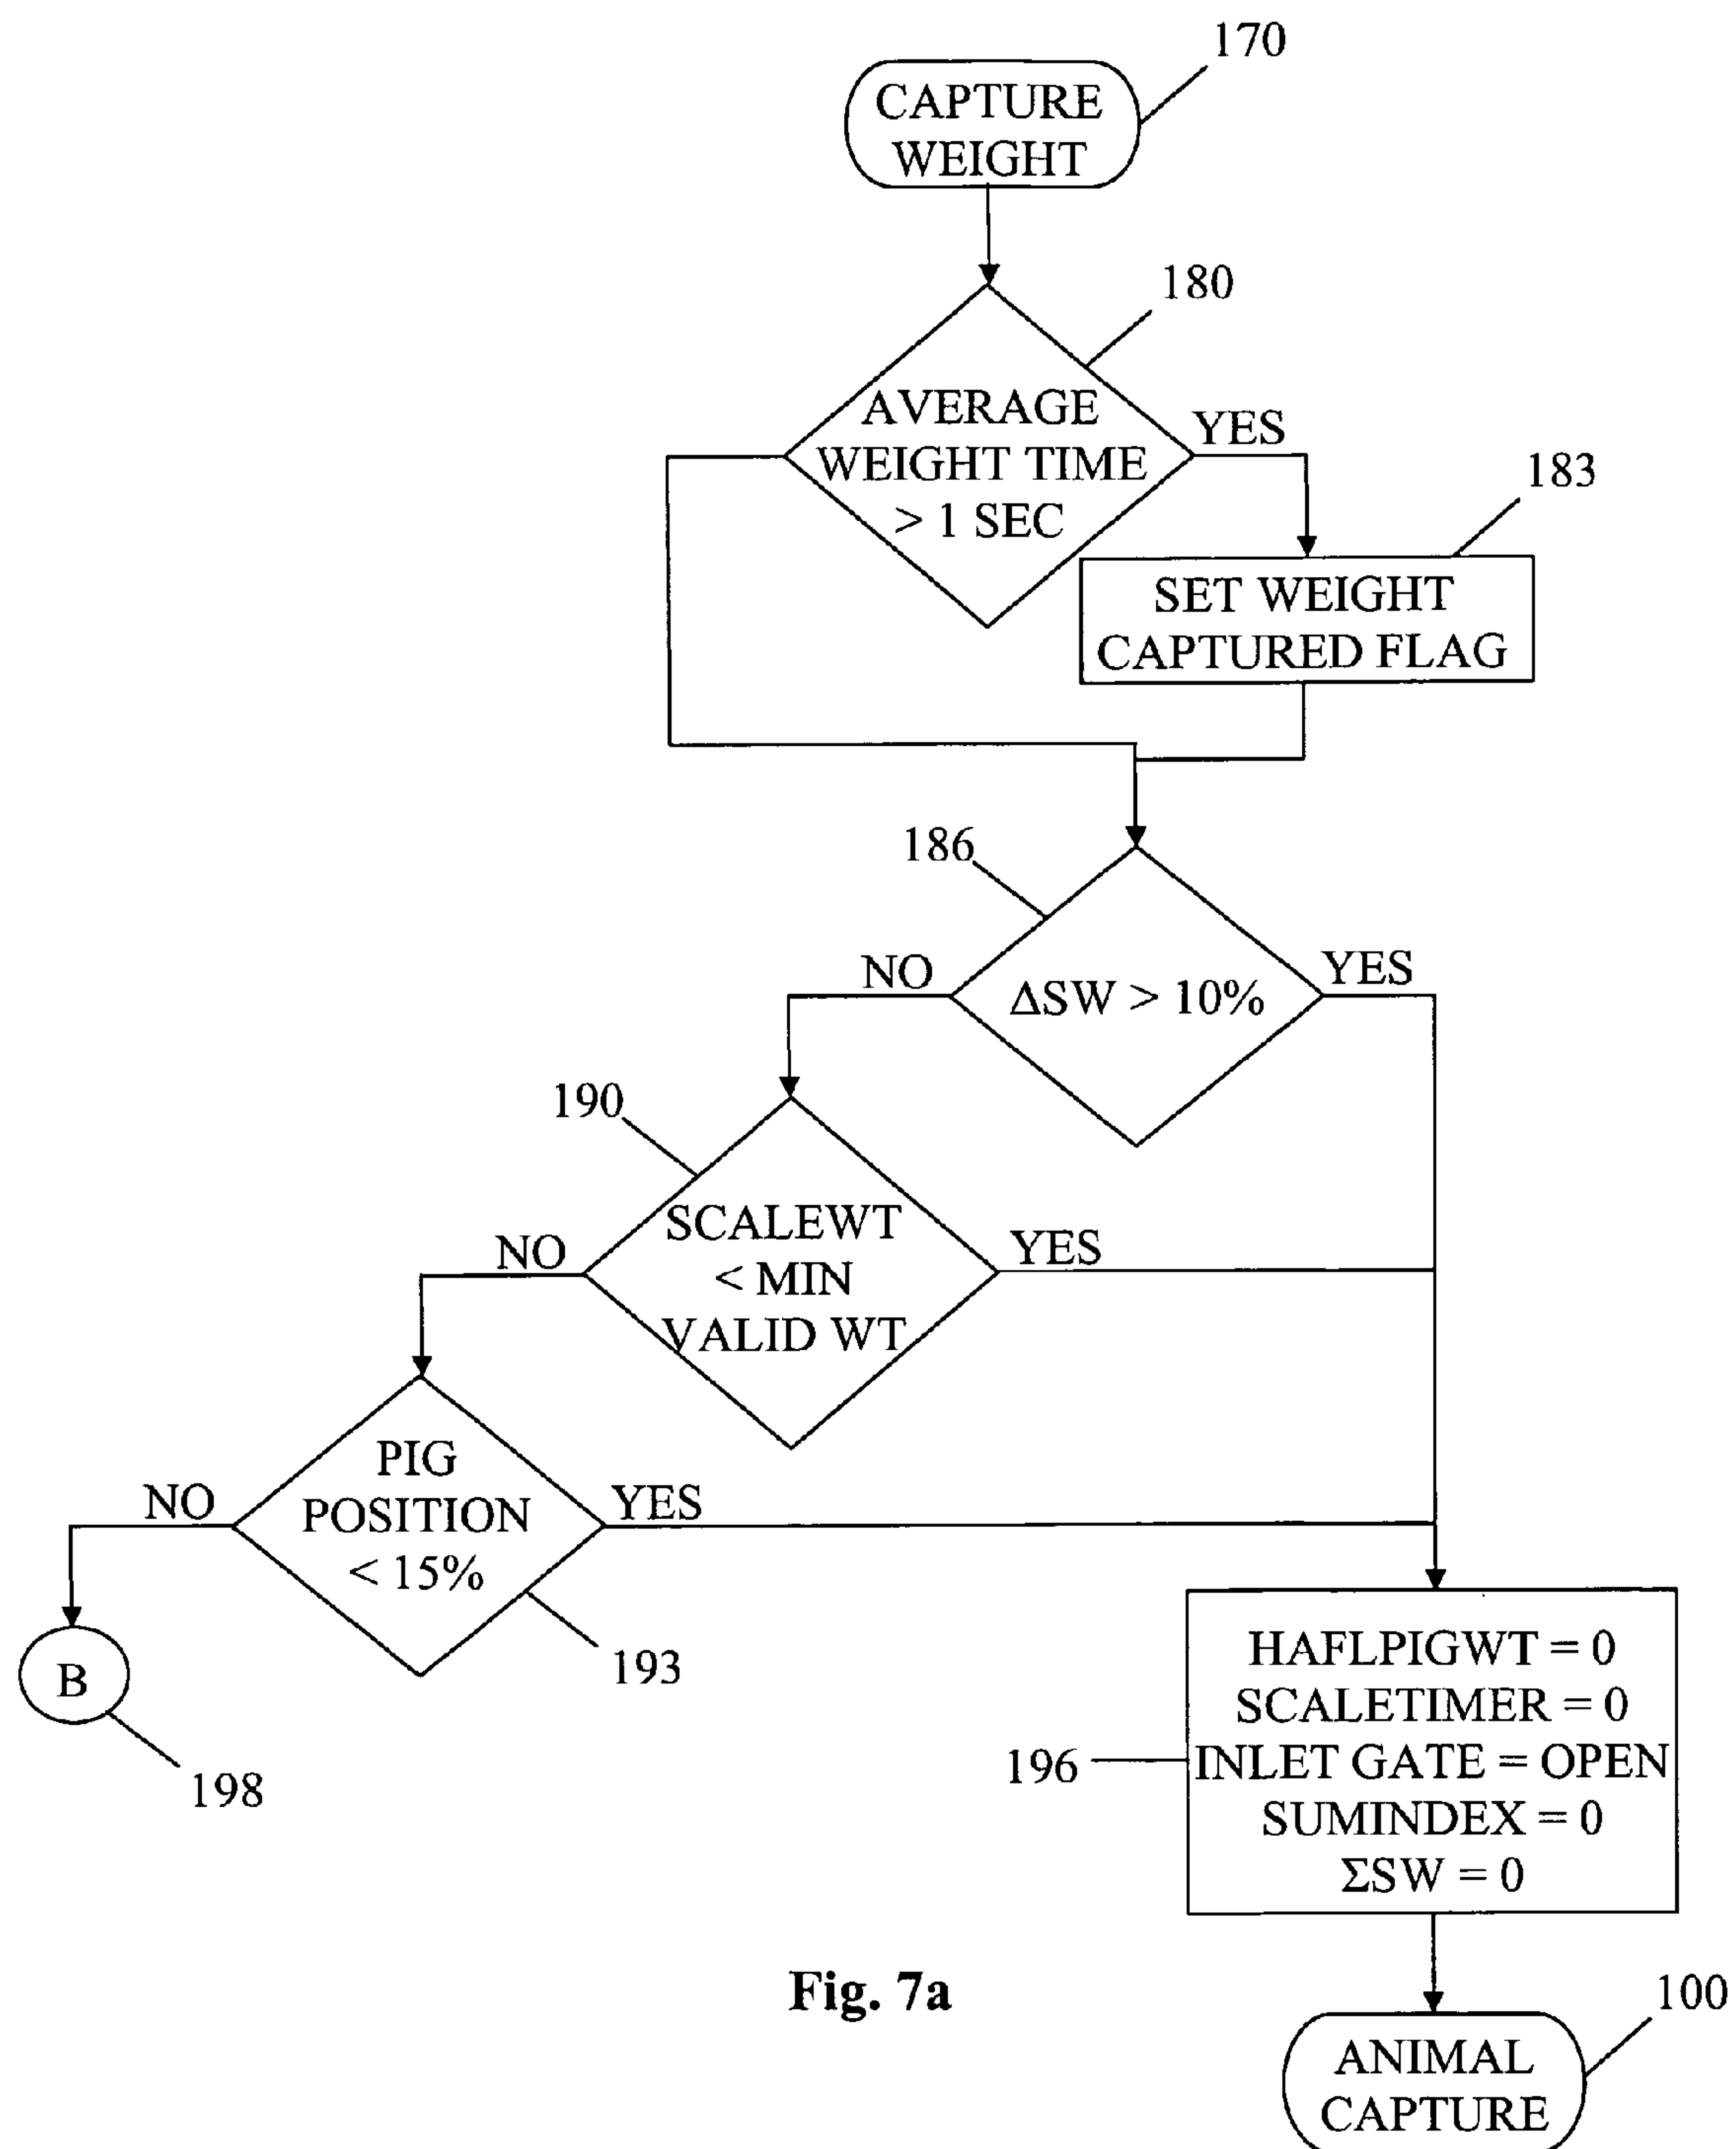 170
CAPTURE
WEIGHT
180
AVERAGE
WEIGHT TIME
> 1 SEC
YES
183
SET WEIGHT
CAPTURED FLAG
186
NO
ΔSW > 10%
YES
190
NO
SCALEWT
< MIN
VALID WT
YES
NO
PIG
POSITION
< 15%
YES
193
B
198
196
HAFLPIGWT = 0
SCALETIMER = 0
INLET GATE = OPEN
SUMINDEX = 0
ΣSW = 0
Fig. 7a
100
ANIMAL
CAPTURE